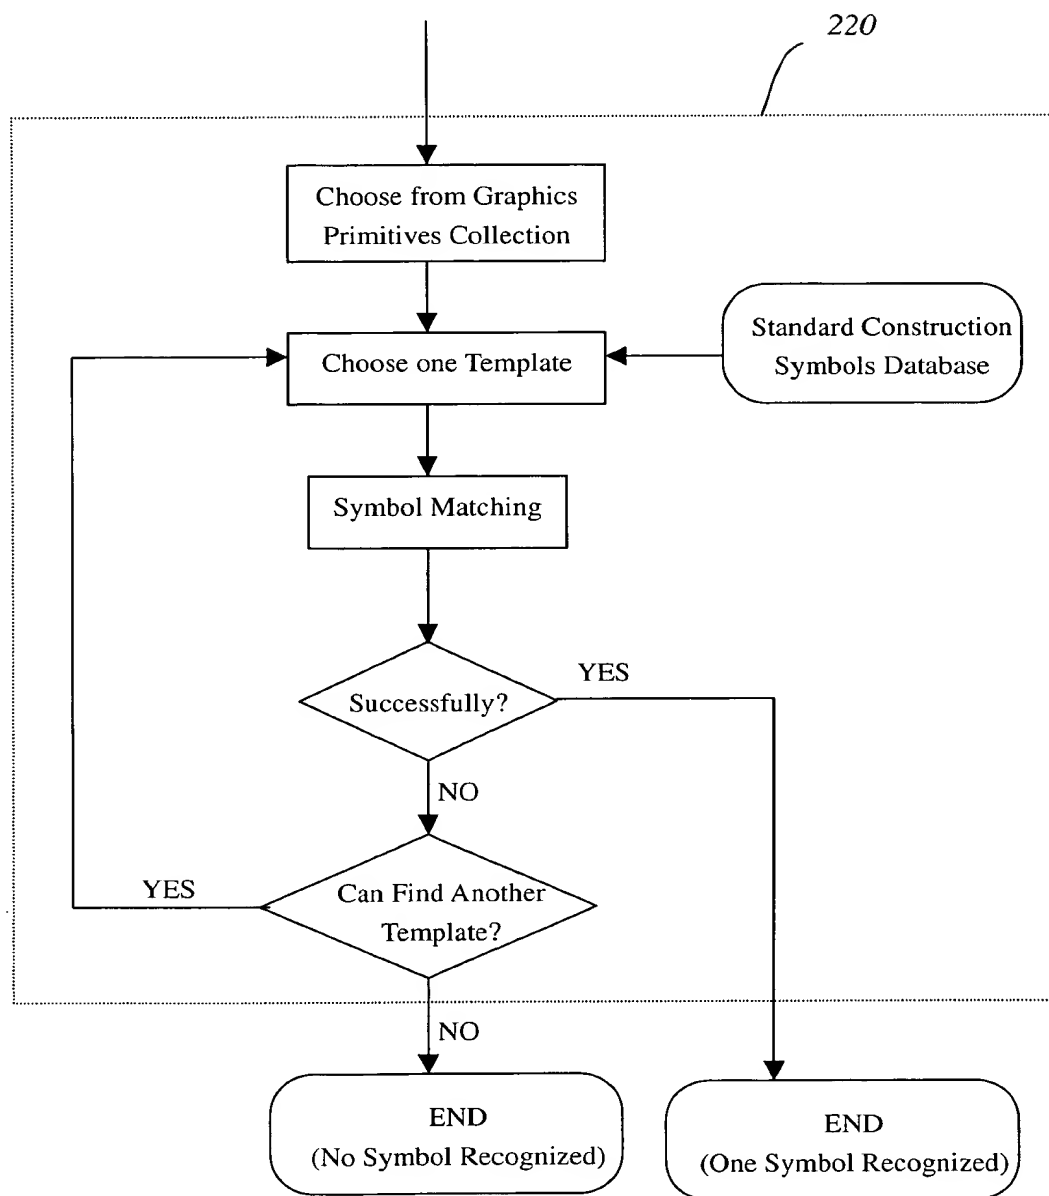 220
Choose from Graphics
Primitives Collection
Standard Construction
Symbols Database
Choose one Template
Symbol Matching
YES
Successfully?
NO
YES
Can Find Another
Template?
NO
END
(No Symbol Recognized)
END
(One Symbol Recognized)